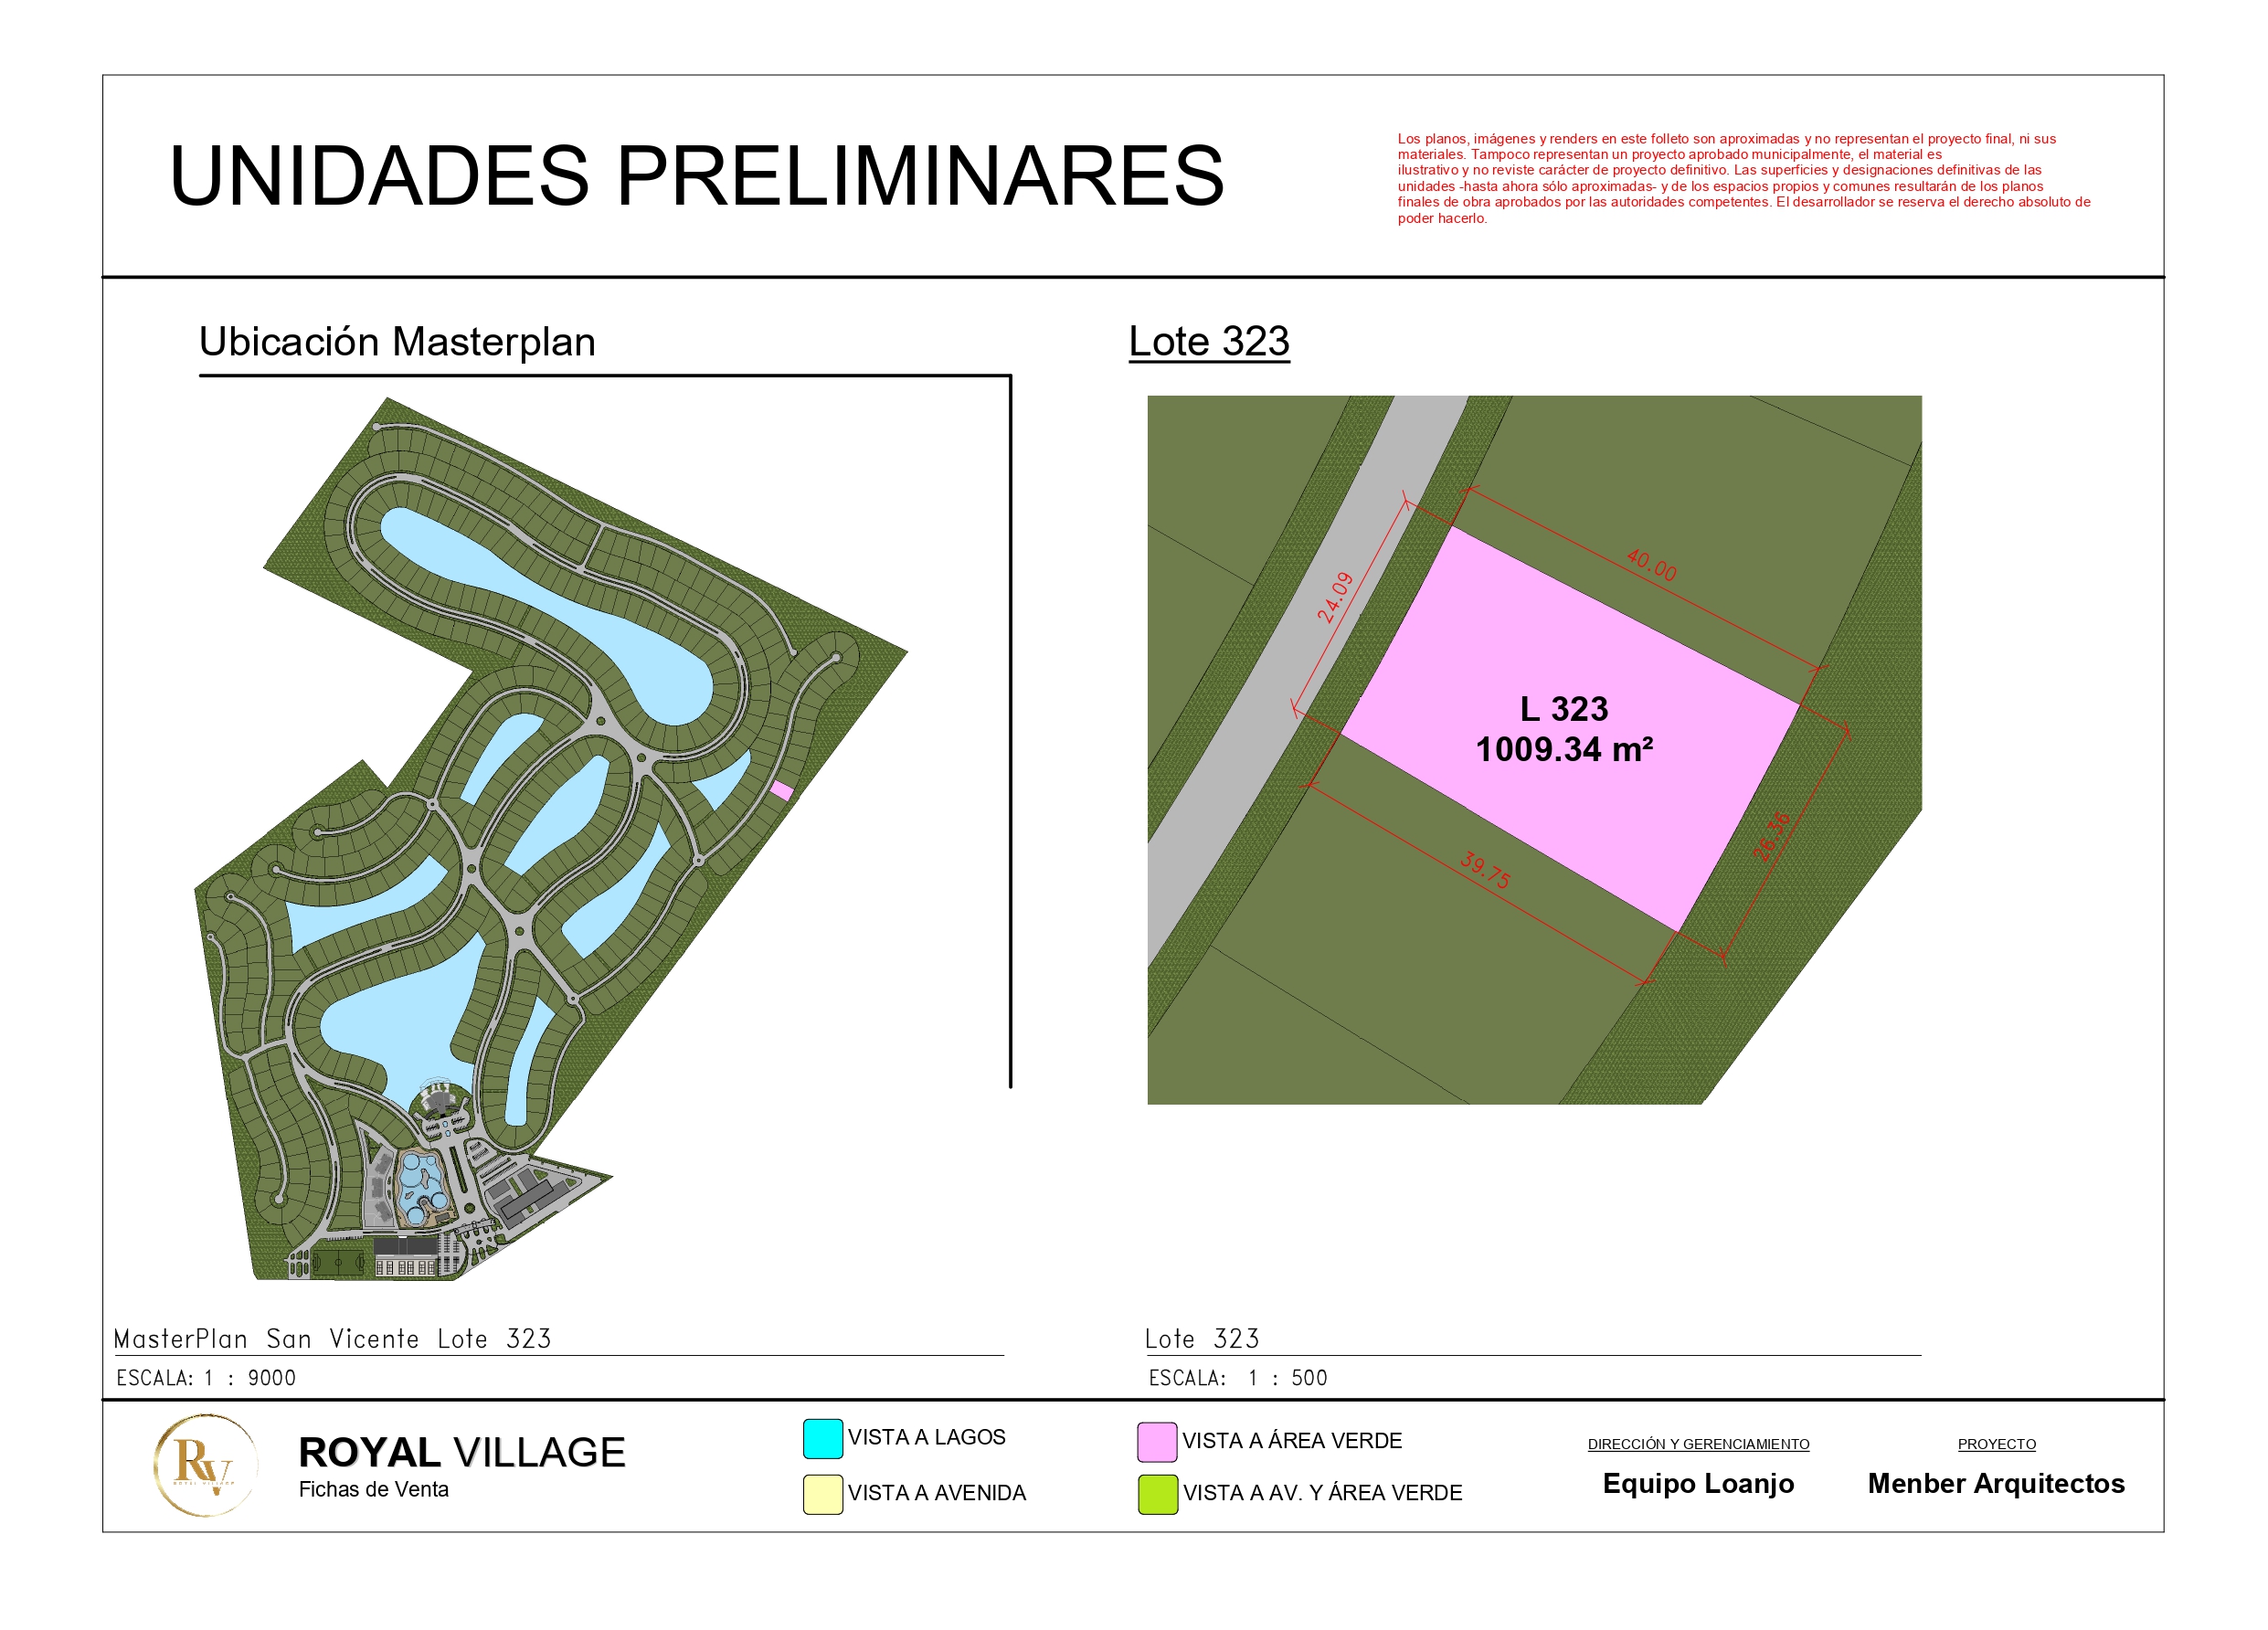 UNIDADES PRELIMINARES
Los planos, imágenes y renders en este folleto son aproximadas y no representan el proyecto final, ni sus
materiales. Tampoco representan un proyecto aprobado municipalmente, el material es
ilustrativo y no reviste carácter de proyecto definitivo. Las superficies y designaciones definitivas de las
unidades -hasta ahora sólo aproximadas- y de los espacios propios y comunes resultarán de los planos
finales de obra aprobados por las autoridades competentes. El desarrollador se reserva el derecho absoluto de
poder hacerlo.
Ubicación Masterplan
Lote 323
40.00
24.09
L 323
1009.34 m²
26.36
39.75
MasterPlan San Vicente Lote 323
ESCALA: 1 : 9000
Lote 323
ESCALA: 1 : 500
RV
ROYAL VILLAGE
ROYAL VILLAGE
Fichas de Venta
VISTA A LAGOS
VISTA A AVENIDA
VISTA A ÁREA VERDE
VISTA A AV. Y ÁREA VERDE
DIRECCIÓN Y GERENCIAMIENTO
Equipo Loanjo
PROYECTO
Menber Arquitectos